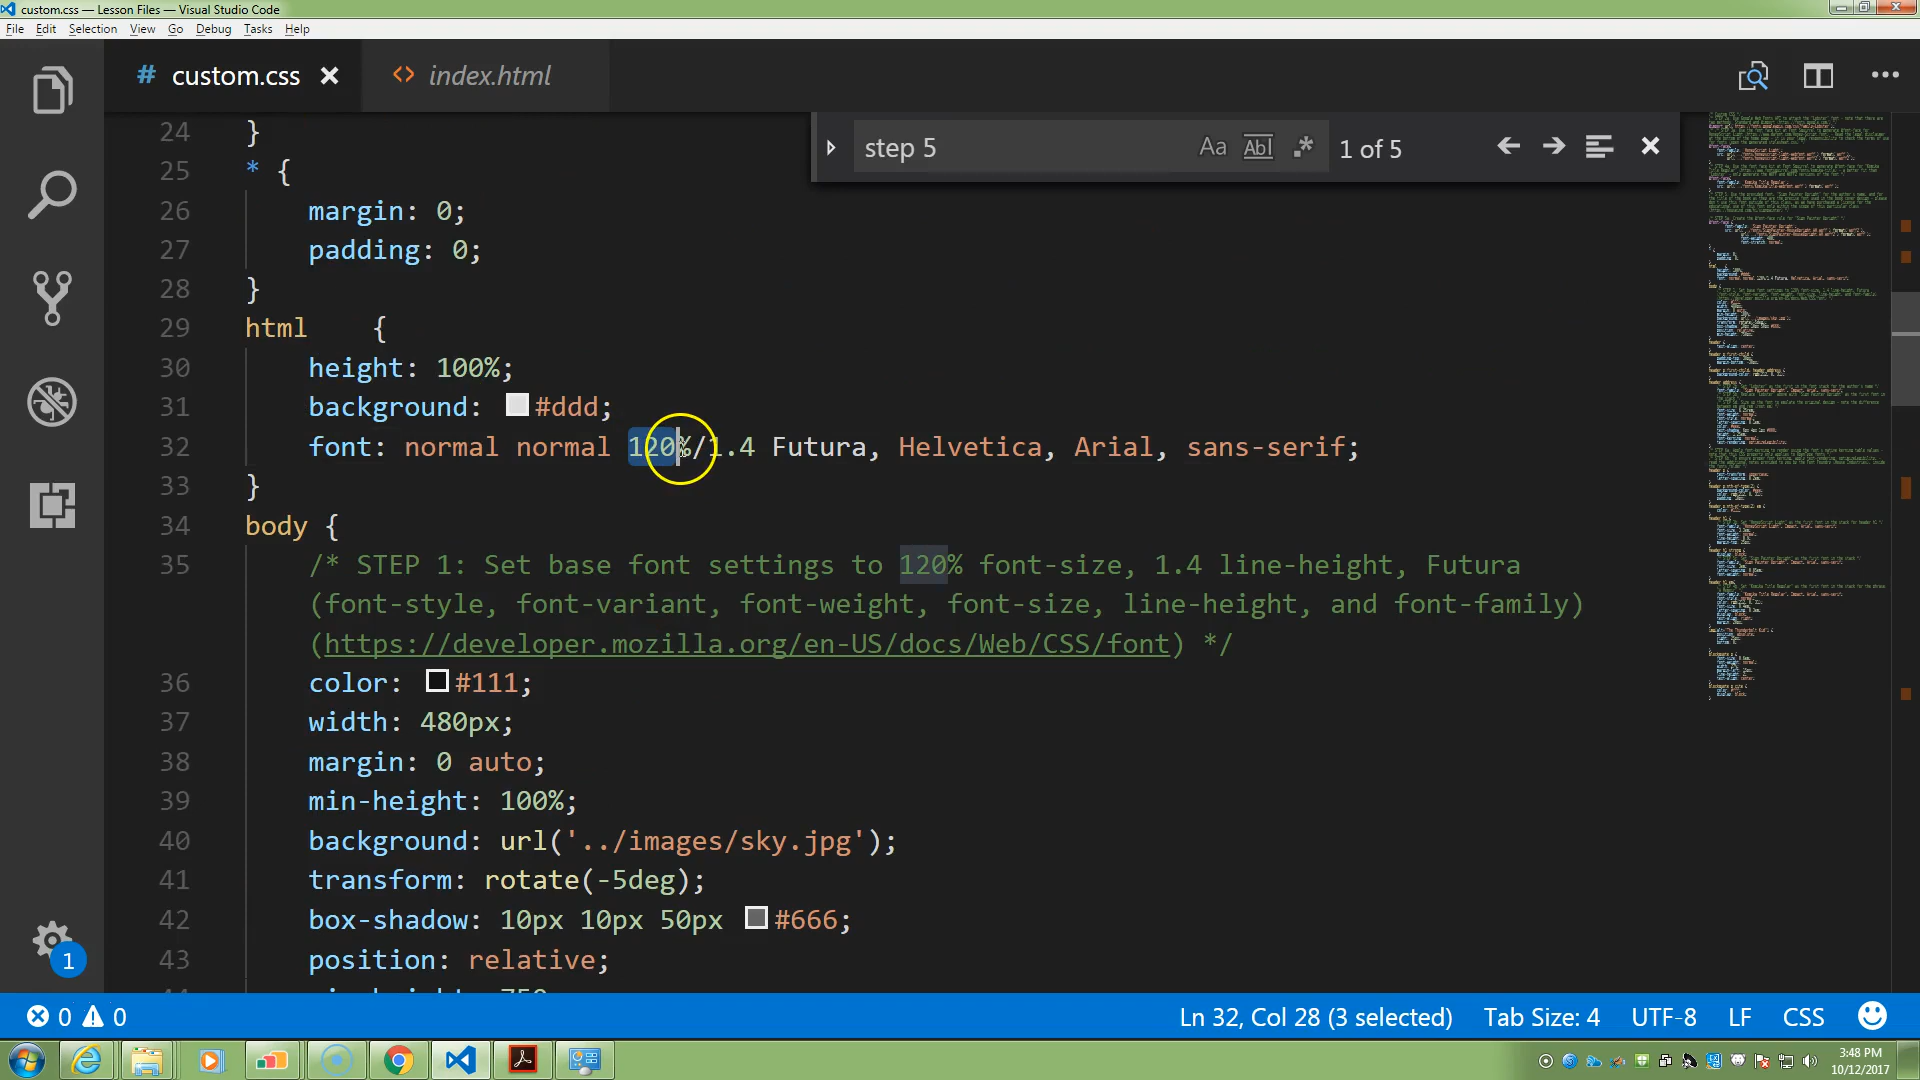 custom.css — Lesson Files — Visual Studio Code
File Edit Selection View Go Debug Tasks Help
# custom.css × <> index.html
step 5 Aa Abl .* 1 of 5
24 }
25 * {
26 margin: 0;
27 padding: 0;
28 }
29 html {
30 height: 100%;
31 background: #ddd;
32 font: normal normal 120%/1.4 Futura, Helvetica, Arial, sans-serif;
33 }
34 body {
35 /* STEP 1: Set base font settings to 120% font-size, 1.4 line-height, Futura
(font-style, font-variant, font-weight, font-size, line-height, and font-family)
(https://developer.mozilla.org/en-US/docs/Web/CSS/font) */
36 color: #111;
37 width: 480px;
38 margin: 0 auto;
39 min-height: 100%;
40 background: url('../images/sky.jpg');
41 transform: rotate(-5deg);
42 box-shadow: 10px 10px 50px #666;
43 position: relative;
1
0 0 Ln 32, Col 28 (3 selected) Tab Size: 4 UTF-8 LF CSS
3:48 PM
10/12/2017